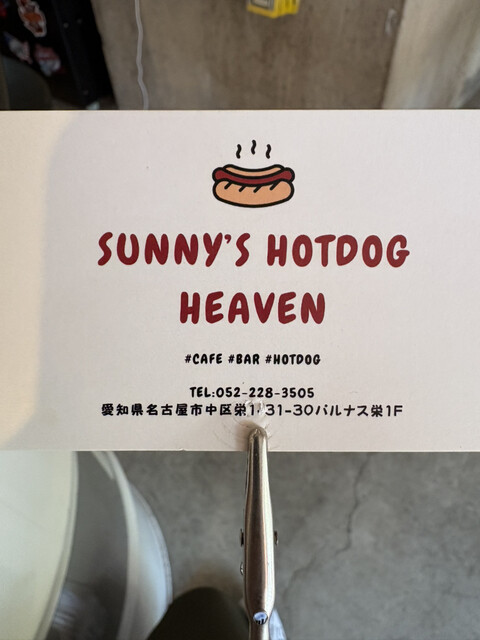 SUNNY'S HOTDOG
HEAVEN
#CAFE #BAR #HOTDOG
TEL:052-228-3505
愛知県名古屋市中区栄1-31-30パルナス栄1F